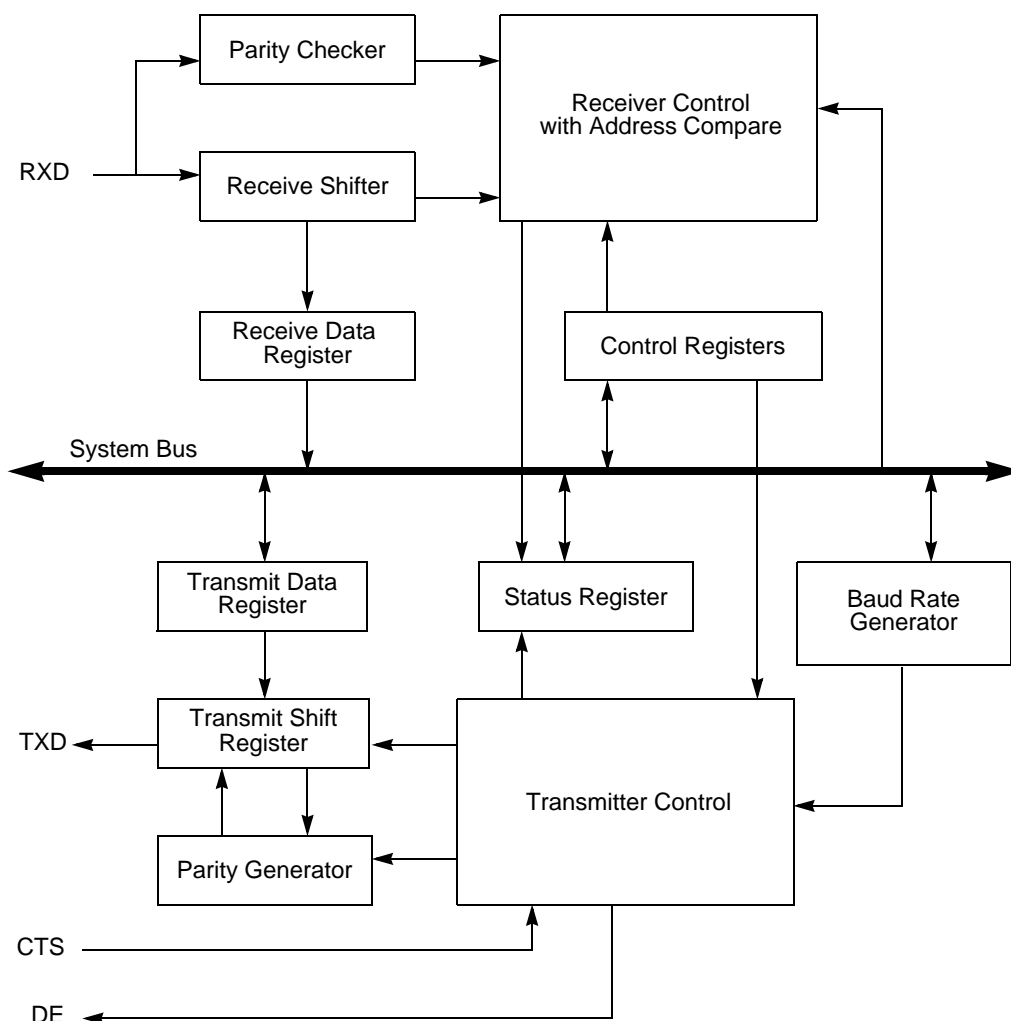 Parity Checker
Receiver Control
with Address Compare
RXD
Receive Shifter
Receive Data
Register
Control Registers
System Bus
Transmit Data
Register
Status Register
Baud Rate
Generator
TXD
Transmit Shift
Register
Transmitter Control
Parity Generator
CTS